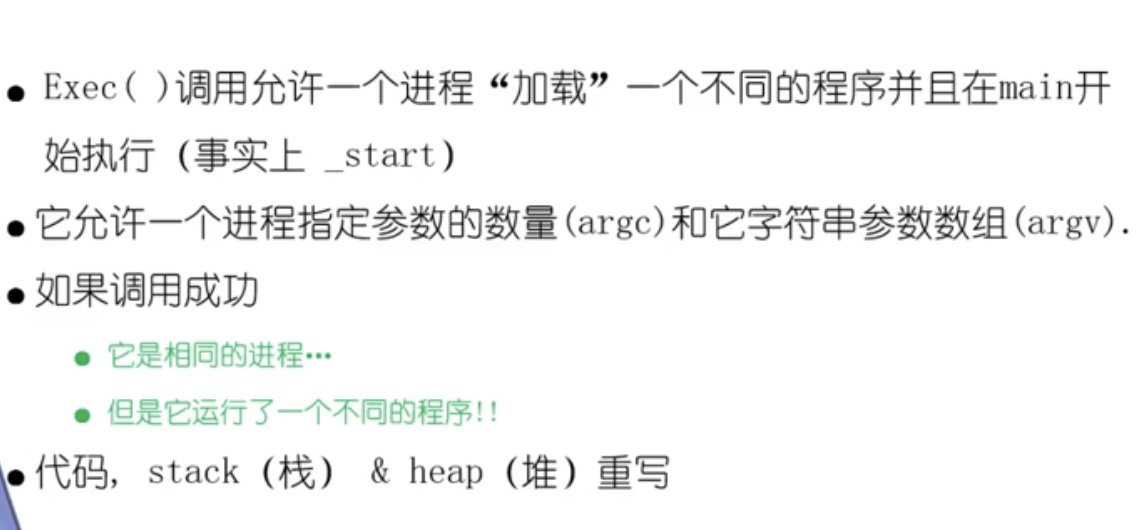 • Exec( )调用允许一个进程“加载”一个不同的程序并且在main开
始执行 (事实上 _start)
• 它允许一个进程指定参数的数量(argc)和它字符串参数数组(argv).
• 如果调用成功
• 它是相同的进程…
• 但是它运行了一个不同的程序!!
• 代码, stack (栈) & heap (堆) 重写